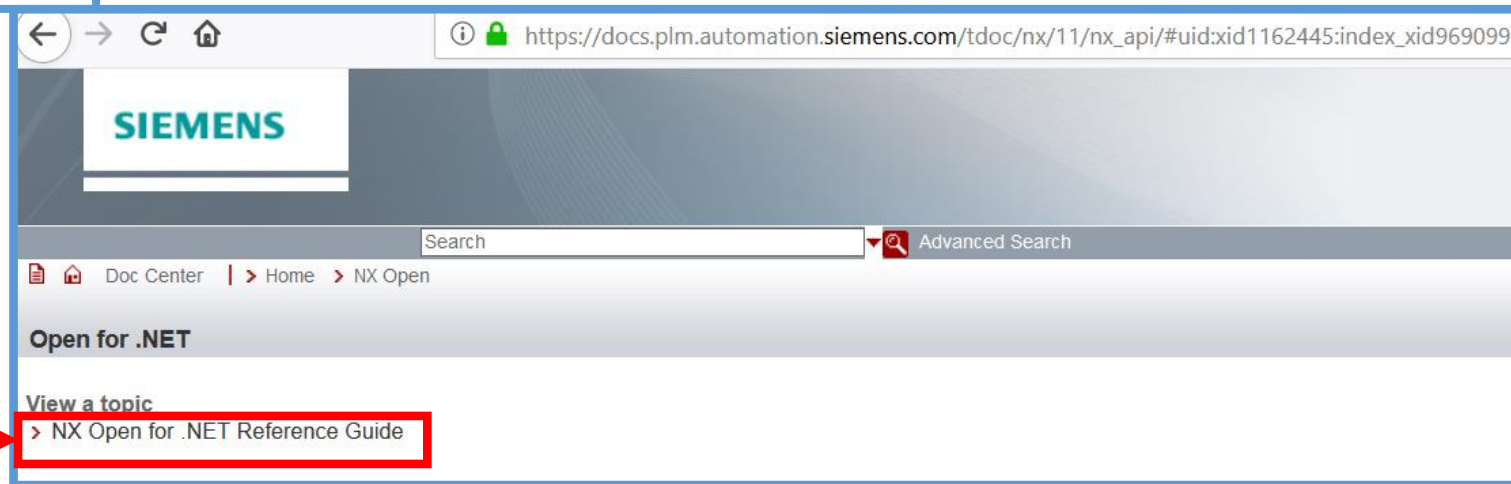 https://docs.plm.automation.siemens.com/tdoc/nx/11/nx_api/#uid:xid1162445:index_xid969099
SIEMENS
Search Advanced Search
Doc Center | > Home > NX Open
Open for .NET
View a topic
> NX Open for .NET Reference Guide